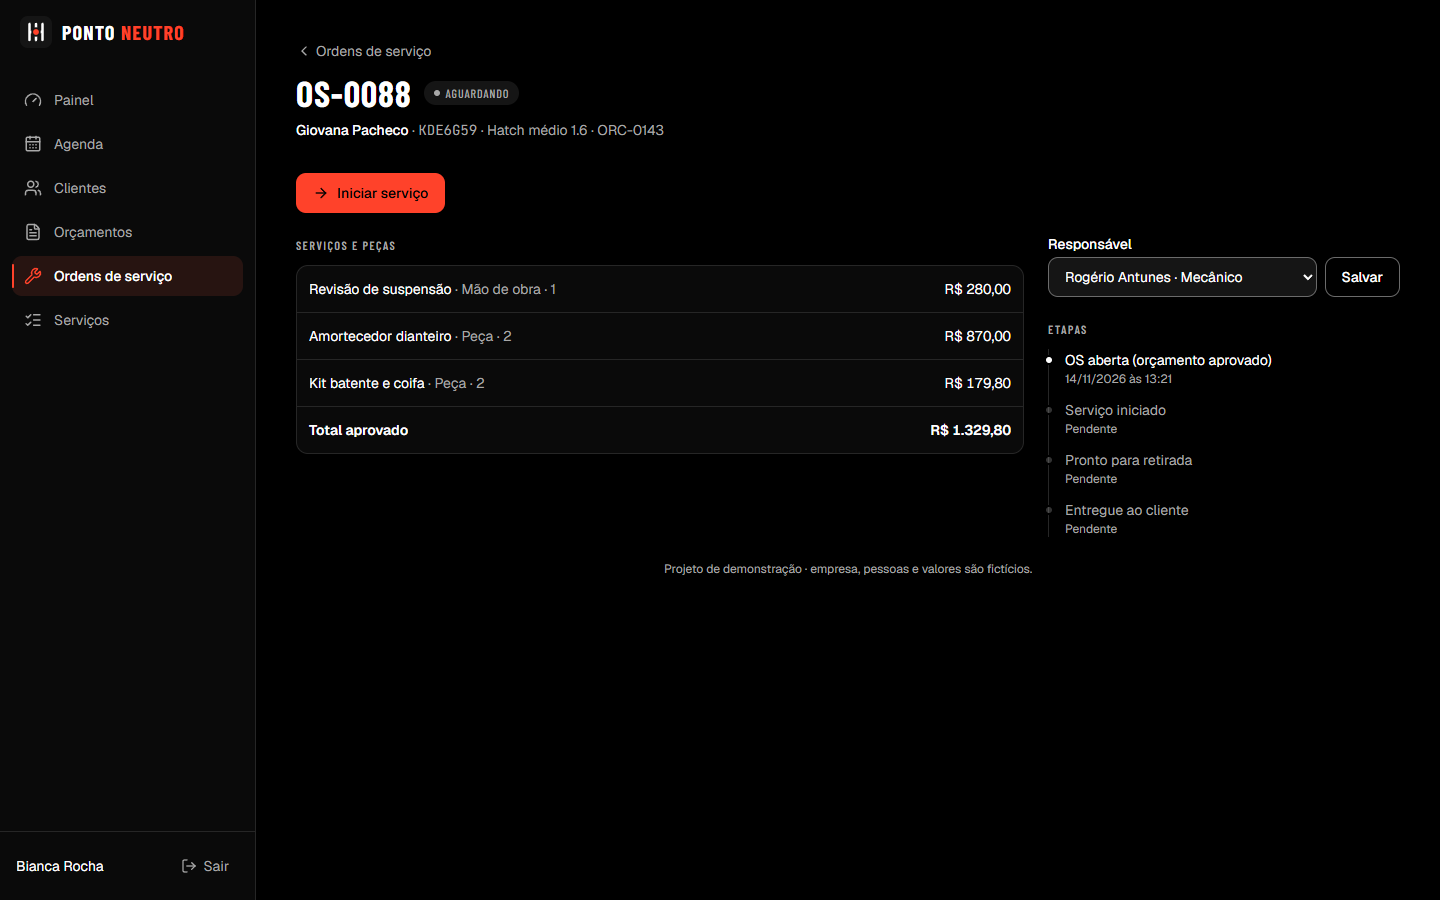 PONTO NEUTRO
Painel
Agenda
Clientes
Orçamentos
Ordens de serviço
Serviços
Bianca Rocha
Sair
Ordens de serviço
OS-0088
AGUARDANDO
Giovana Pacheco · KDE6G59 · Hatch médio 1.6 · ORC-0143
Iniciar serviço
SERVIÇOS E PEÇAS
Revisão de suspensão · Mão de obra · 1 R$ 280,00
Amortecedor dianteiro · Peça · 2 R$ 870,00
Kit batente e coifa · Peça · 2 R$ 179,80
Total aprovado R$ 1.329,80
Responsável
Rogério Antunes · Mecânico
Salvar
ETAPAS
OS aberta (orçamento aprovado)
14/11/2026 às 13:21
Serviço iniciado
Pendente
Pronto para retirada
Pendente
Entregue ao cliente
Pendente
Projeto de demonstração · empresa, pessoas e valores são fictícios.